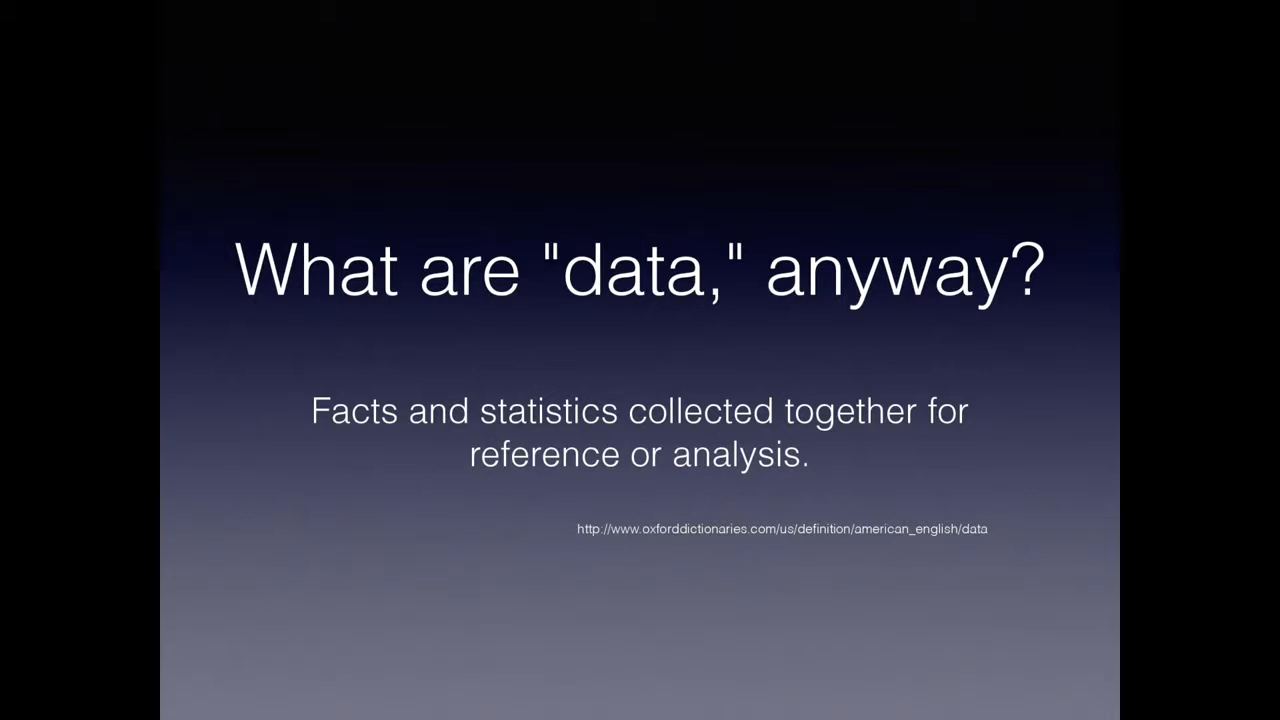 What are "data," anyway?
Facts and statistics collected together for
reference or analysis.
http://www.oxforddictionaries.com/us/definition/american_english/data